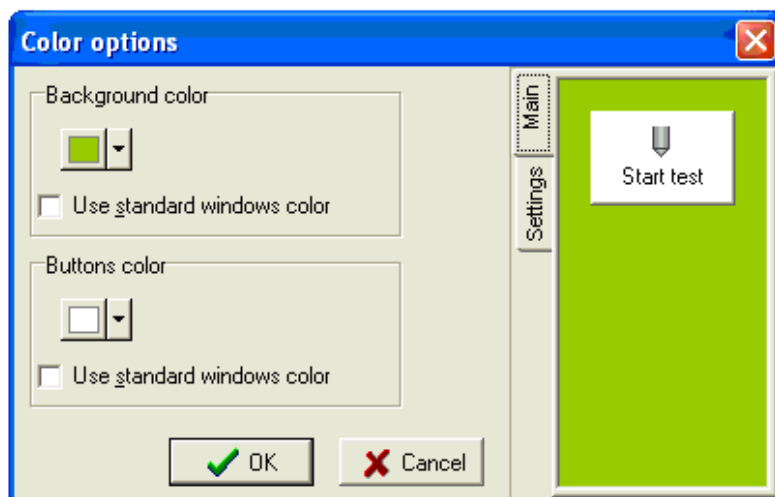 Color options
Background color
Use standard windows color
Buttons color
Use standard windows color
OK
Cancel
Main
Settings
Start test